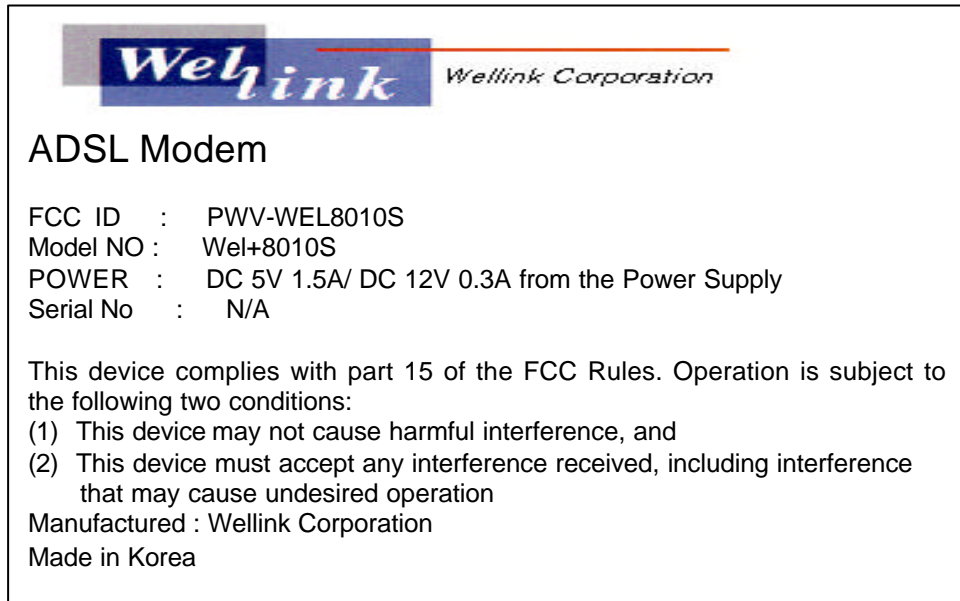 Wellink Wellink Corporation
ADSL Modem
FCC ID : PWV-WEL8010S
Model NO : Wel+8010S
POWER : DC 5V 1.5A/ DC 12V 0.3A from the Power Supply
Serial No : N/A
This device complies with part 15 of the FCC Rules. Operation is subject to
the following two conditions:
(1) This device may not cause harmful interference, and
(2) This device must accept any interference received, including interference
that may cause undesired operation
Manufactured : Wellink Corporation
Made in Korea